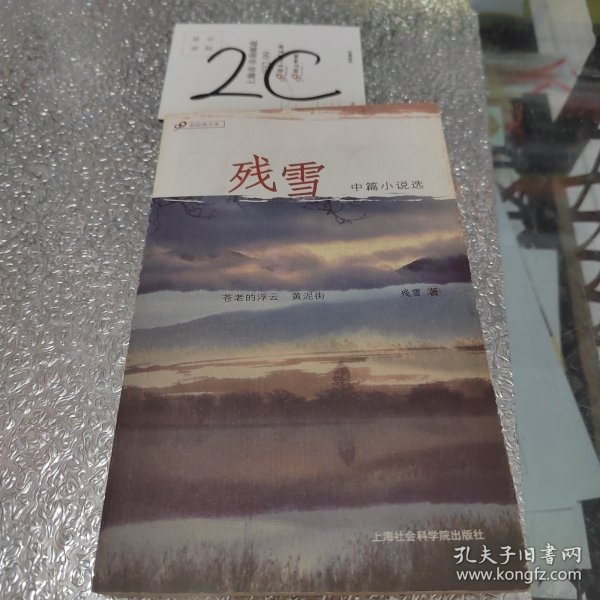 2C
残雪
中篇小说选
苍老的浮云 黄泥街
残雪 著
上海社会科学院出版社
孔夫子旧书网
www.kongfz.com